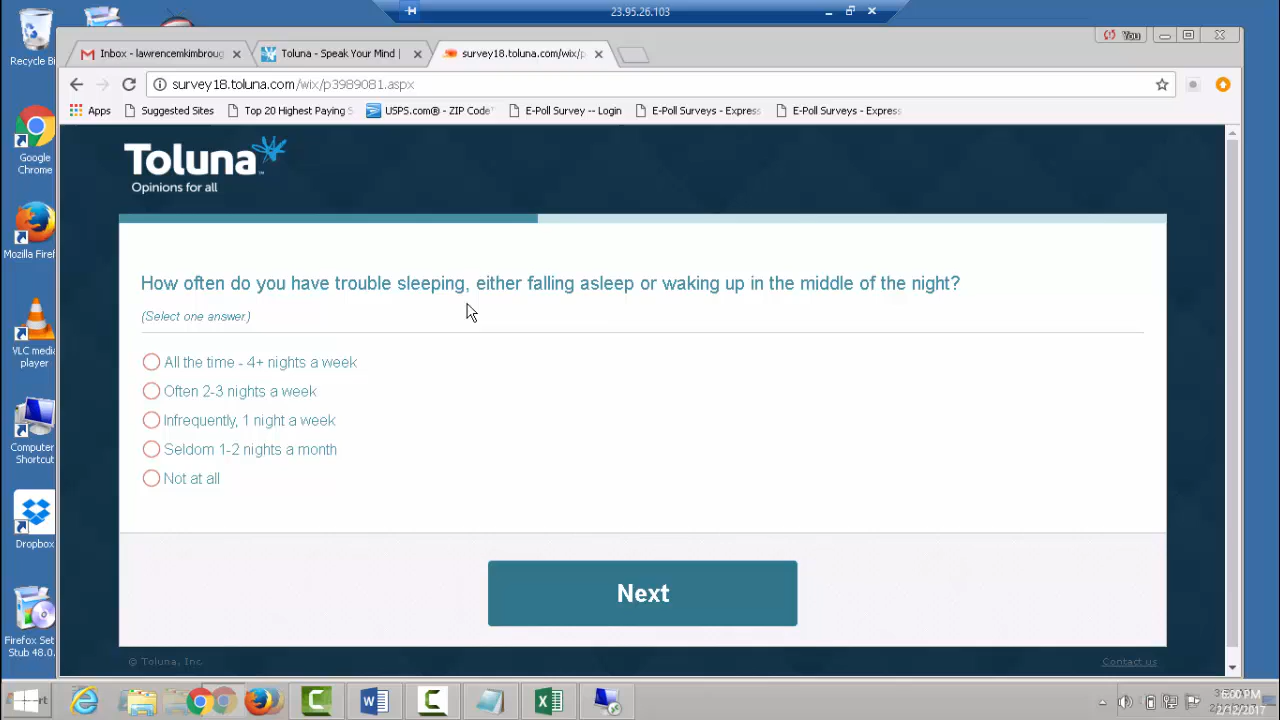 23.95.26.103
Recycle Bi
Inbox - lawrencemkimbroug
Toluna - Speak Your Mind |
survey18.toluna.com/wix/p
You
survey18.toluna.com/wix/p3989081.aspx
Apps
Suggested Sites
Top 20 Highest Paying S
USPS.com® - ZIP Code™
E-Poll Survey -- Login
E-Poll Surveys - Express
E-Poll Surveys - Express
Google
Chrome
Toluna
Opinions for all
Mozilla Firef
How often do you have trouble sleeping, either falling asleep or waking up in the middle of the night?
(Select one answer.)
VLC media
player
All the time - 4+ nights a week
Often 2-3 nights a week
Infrequently, 1 night a week
Seldom 1-2 nights a month
Not at all
Computer
Shortcut
Dropbox
Next
Firefox Set
Stub 48.0.
© Toluna, Inc
Contact us